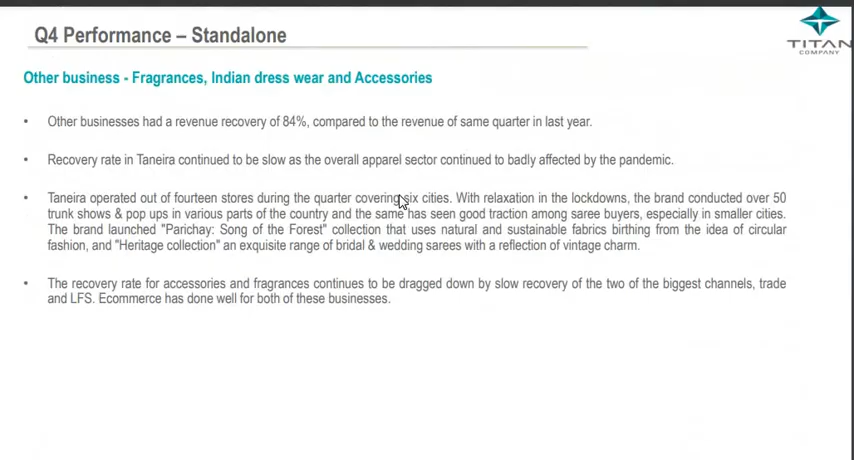 Q4 Performance – Standalone
TITAN
COMPANY
Other business - Fragrances, Indian dress wear and Accessories
• Other businesses had a revenue recovery of 84%, compared to the revenue of same quarter in last year.
• Recovery rate in Taneira continued to be slow as the overall apparel sector continued to badly affected by the pandemic.
• Taneira operated out of fourteen stores during the quarter covering six cities. With relaxation in the lockdowns, the brand conducted over 50
trunk shows & pop ups in various parts of the country and the same has seen good traction among saree buyers, especially in smaller cities.
The brand launched "Parichay: Song of the Forest" collection that uses natural and sustainable fabrics birthing from the idea of circular
fashion, and "Heritage collection" an exquisite range of bridal & wedding sarees with a reflection of vintage charm.
• The recovery rate for accessories and fragrances continues to be dragged down by slow recovery of the two of the biggest channels, trade
and LFS. Ecommerce has done well for both of these businesses.